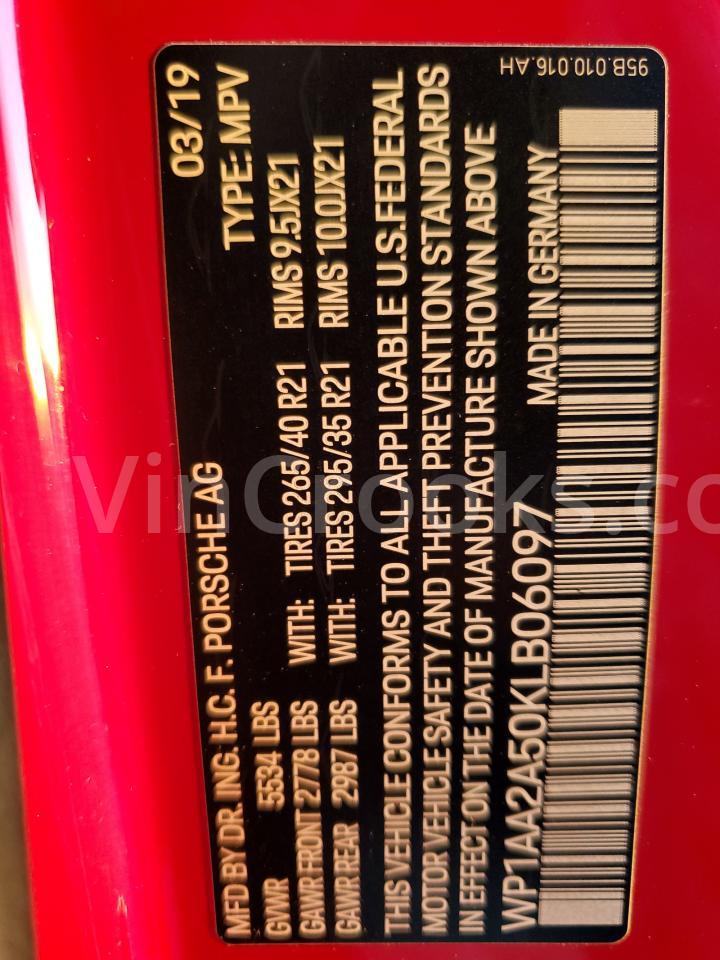 MFD BY DR. ING. H.C. F. PORSCHE AG 03/19
GVWR 5534 LBS TYPE: MPV
GAWR FRONT 2778 LBS WITH: TIRES 265/40 R21 RIMS 9.5JX21
GAWR REAR 2987 LBS WITH: TIRES 295/35 R21 RIMS 10.0JX21
THIS VEHICLE CONFORMS TO ALL APPLICABLE U.S.FEDERAL
MOTOR VEHICLE SAFETY AND THEFT PREVENTION STANDARDS
IN EFFECT ON THE DATE OF MANUFACTURE SHOWN ABOVE
WP1AA2A50KLB06097 MADE IN GERMANY
95B.010.016.AH
VinCrooks.co